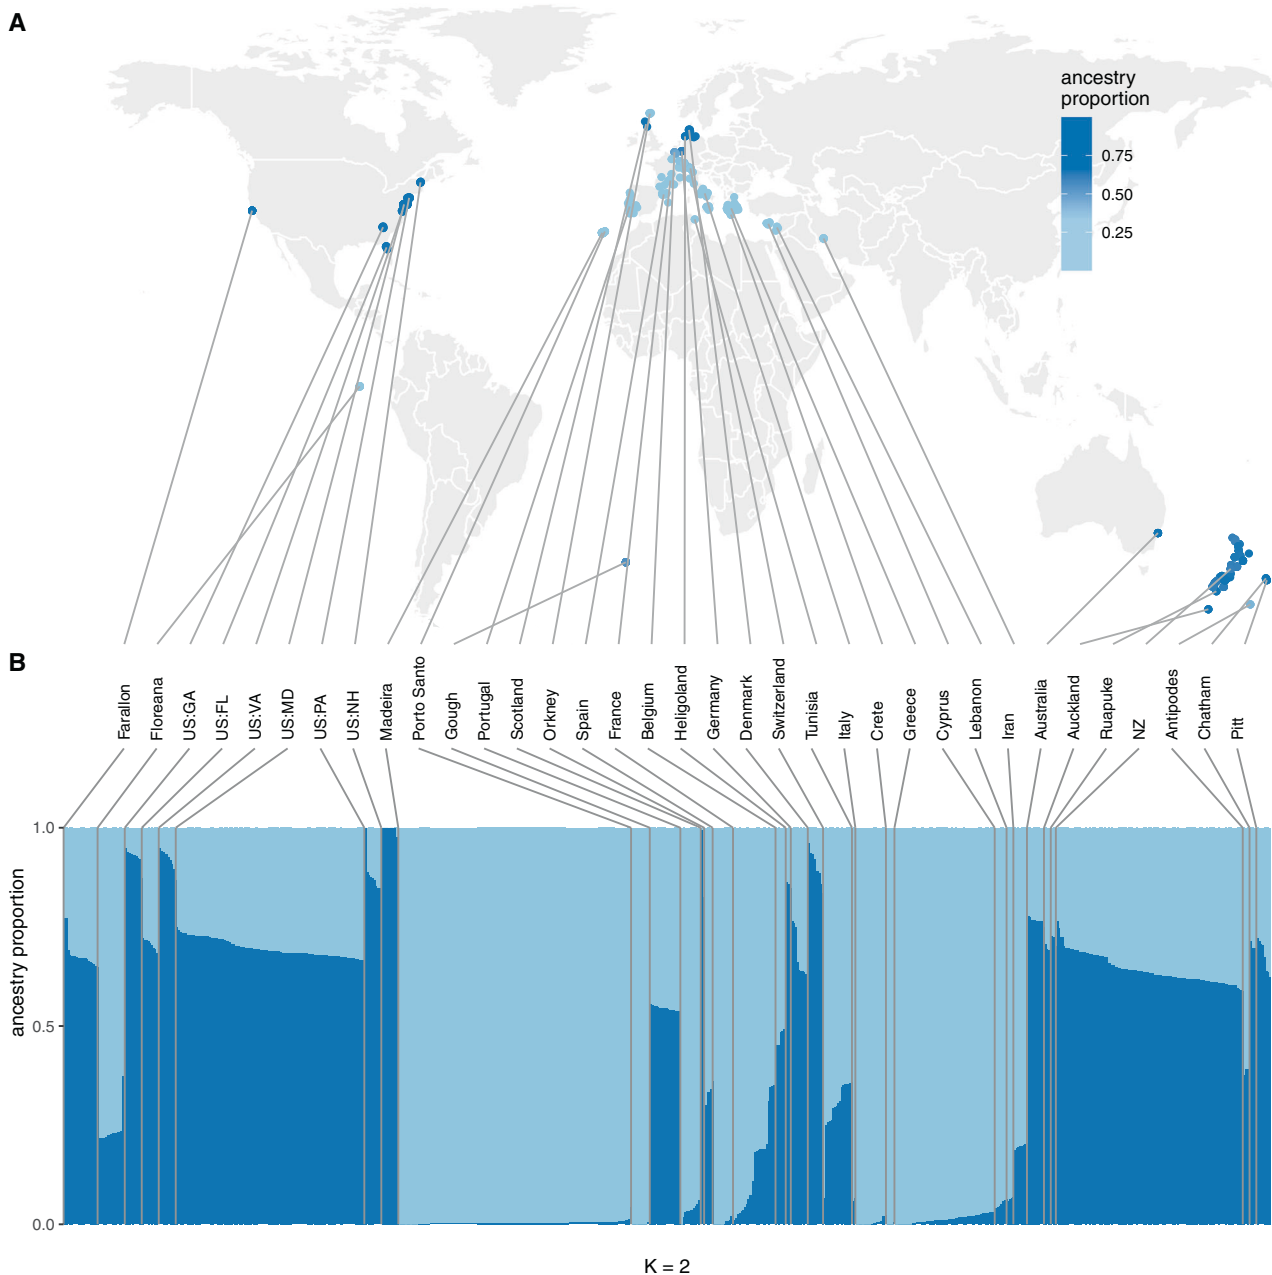 A
ancestry
proportion
0.75
0.50
0.25
B
Farallon
Floreana
US:GA
US:FL
US:VA
US:MD
US:PA
US:NH
Madeira
Porto Santo
Gough
Portugal
Scotland
Orkney
Spain
France
Belgium
Heligoland
Germany
Denmark
Switzerland
Tunisia
Italy
Crete
Greece
Cyprus
Lebanon
Iran
Australia
Auckland
Ruapuke
NZ
Antipodes
Chatham
Pitt
ancestry proportion
1.0
0.5
0.0
K = 2